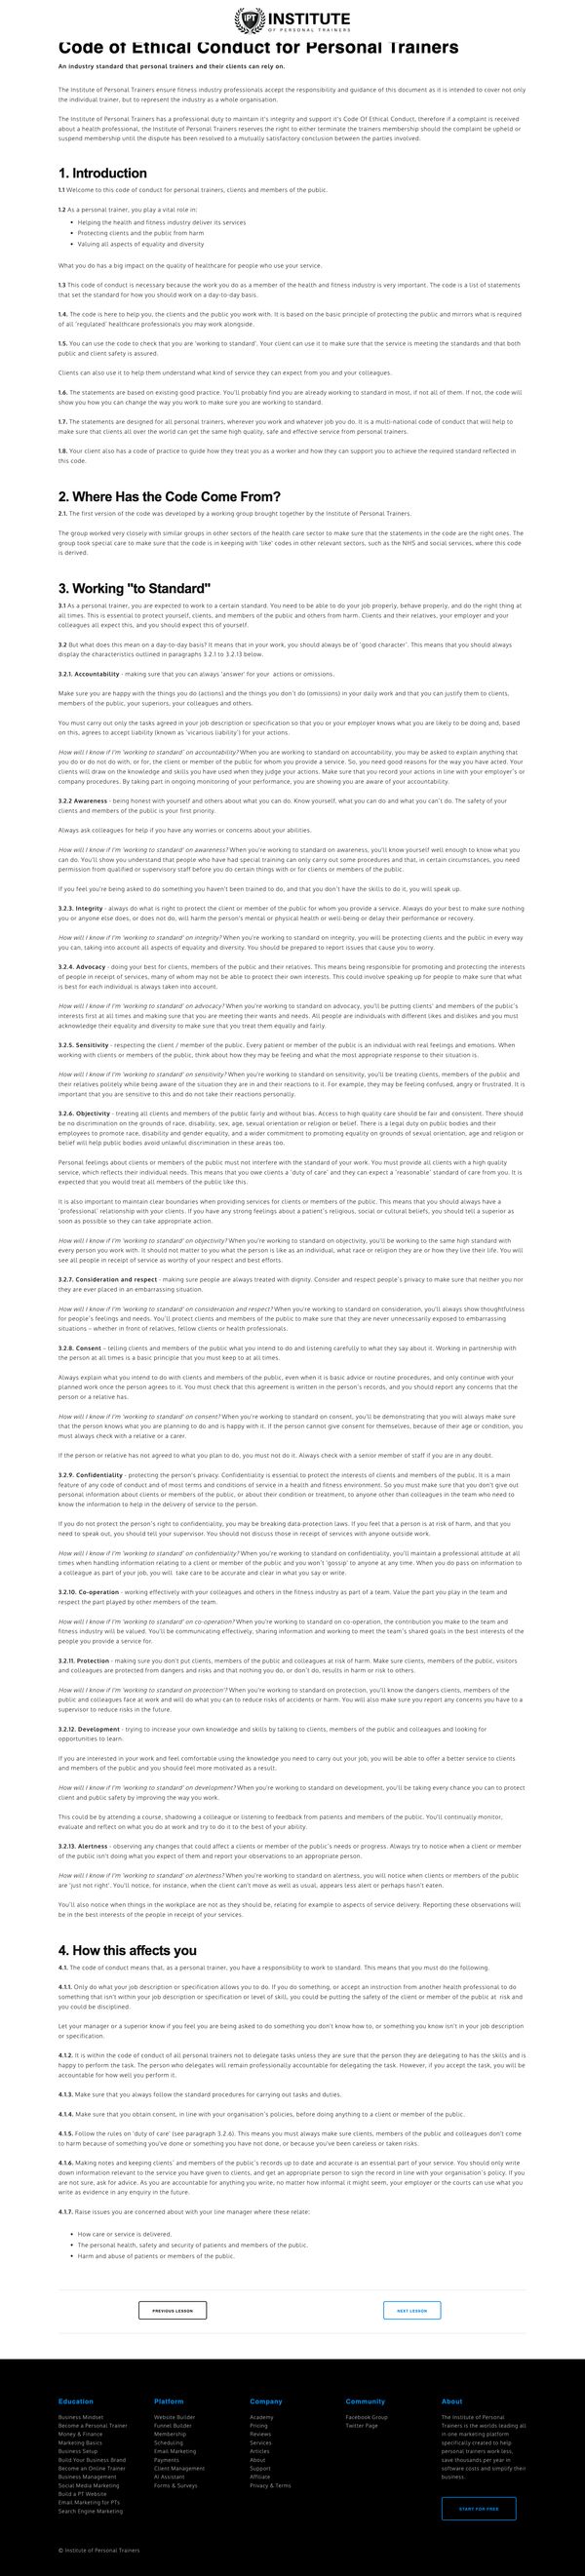 IPT INSTITUTE
OF PERSONAL TRAINERS
Code of Ethical Conduct for Personal Trainers
An industry standard that personal trainers and their clients can rely on.
The Institute of Personal Trainers ensure fitness industry professionals accept the responsibility and guidance of this document as it is intended to cover not only
the individual trainer, but to represent the industry as a whole organisation.
The Institute of Personal Trainers has a professional duty to maintain it's integrity and support it's Code Of Ethical Conduct, therefore if a complaint is received
about a health professional, the Institute of Personal Trainers reserves the right to either terminate the trainers membership should the complaint be upheld or
suspend membership until the dispute has been resolved to a mutually satisfactory conclusion between the parties involved.
1. Introduction
1.1 Welcome to this code of conduct for personal trainers, clients and members of the public.
1.2 As a personal trainer, you play a vital role in:
• Helping the health and fitness industry deliver its services
• Protecting clients and the public from harm
• Valuing all aspects of equality and diversity
What you do has a big impact on the quality of healthcare for people who use your service.
1.3 This code of conduct is necessary because the work you do as a member of the health and fitness industry is very important. The code is a list of statements
that set the standard for how you should work on a day-to-day basis.
1.4. The code is here to help you, the clients and the public you work with. It is based on the basic principle of protecting the public and mirrors what is required
of all 'regulated' healthcare professionals you may work alongside.
1.5. You can use the code to check that you are 'working to standard'. Your client can use it to make sure that the service is meeting the standards and that both
public and client safety is assured.
Clients can also use it to help them understand what kind of service they can expect from you and your colleagues.
1.6. The statements are based on existing good practice. You'll probably find you are already working to standard in most, if not all of them. If not, the code will
show you how you can change the way you work to make sure you are working to standard.
1.7. The statements are designed for all personal trainers, wherever you work and whatever job you do. It is a multi-national code of conduct that will help to
make sure that clients all over the world can get the same high quality, safe and effective service from personal trainers.
1.8. Your client also has a code of practice to guide how they treat you as a worker and how they can support you to achieve the required standard reflected in
this code.
2. Where Has the Code Come From?
2.1. The first version of the code was developed by a working group brought together by the Institute of Personal Trainers.
The group worked very closely with similar groups in other sectors of the health care sector to make sure that the statements in the code are the right ones. The
group took special care to make sure that the code is in keeping with 'like' codes in other relevant sectors, such as the NHS and social services, where this code
is derived.
3. Working "to Standard"
3.1 As a personal trainer, you are expected to work to a certain standard. You need to be able to do your job properly, behave properly, and do the right thing at
all times. This is essential to protect yourself, clients, and members of the public and others from harm. Clients and their relatives, your employer and your
colleagues all expect this, and you should expect this of yourself.
3.2 But what does this mean on a day-to-day basis? It means that in your work, you should always be of 'good character'. This means that you should always
display the characteristics outlined in paragraphs 3.2.1 to 3.2.13 below.
3.2.1. Accountability - making sure that you can always 'answer' for your actions or omissions.
Make sure you are happy with the things you do (actions) and the things you don't do (omissions) in your daily work and that you can justify them to clients,
members of the public, your superiors, your colleagues and others.
You must carry out only the tasks agreed in your job description or specification so that you or your employer knows what you are likely to be doing and, based
on this, agrees to accept liability (known as 'vicarious liability') for your actions.
How will I know if I'm 'working to standard' on accountability? When you are working to standard on accountability, you may be asked to explain anything that
you do or do not do with, or for, the client or member of the public for whom you provide a service. So, you need good reasons for the way you have acted. Your
clients will draw on the knowledge and skills you have used when they judge your actions. Make sure that you record your actions in line with your employer's or
company procedures. By taking part in ongoing monitoring of your performance, you are showing you are aware of your accountability.
3.2.2 Awareness - being honest with yourself and others about what you can do. Know yourself, what you can do and what you can't do. The safety of your
clients and members of the public is your first priority.
Always ask colleagues for help if you have any worries or concerns about your abilities.
How will I know if I'm 'working to standard' on awareness? When you're working to standard on awareness, you'll know yourself well enough to know what you
can do. You'll show you understand that people who have had special training can only carry out some procedures and that, in certain circumstances, you need
permission from qualified or supervisory staff before you do certain things with or for clients or members of the public.
If you feel you're being asked to do something you haven't been trained to do, and that you don't have the skills to do it, you will speak up.
3.2.3. Integrity - always do what is right to protect the client or member of the public for whom you provide a service. Always do your best to make sure nothing
you or anyone else does, or does not do, will harm the person's mental or physical health or well-being or delay their performance or recovery.
How will I know if I'm 'working to standard' on integrity? When you're working to standard on integrity, you will be protecting clients and the public in every way
you can, taking into account all aspects of equality and diversity. You should be prepared to report issues that cause you to worry.
3.2.4. Advocacy - doing your best for clients, members of the public and their relatives. This means being responsible for promoting and protecting the interests
of people in receipt of services, many of whom may not be able to protect their own interests. This could involve speaking up for people to make sure that what
is best for each individual is always taken into account.
How will I know if I'm 'working to standard' on advocacy? When you're working to standard on advocacy, you'll be putting clients' and members of the public's
interests first at all times and making sure that you are meeting their wants and needs. All people are individuals with different likes and dislikes and you must
acknowledge their equality and diversity to make sure that you treat them equally and fairly.
3.2.5. Sensitivity - respecting the client / member of the public. Every patient or member of the public is an individual with real feelings and emotions. When
working with clients or members of the public, think about how they may be feeling and what the most appropriate response to their situation is.
How will I know if I'm 'working to standard' on sensitivity? When you're working to standard on sensitivity, you'll be treating clients, members of the public and
their relatives politely while being aware of the situation they are in and their reactions to it. For example, they may be feeling confused, angry or frustrated. It is
important that you are sensitive to this and do not take their reactions personally.
3.2.6. Objectivity - treating all clients and members of the public fairly and without bias. Access to high quality care should be fair and consistent. There should
be no discrimination on the grounds of race, disability, sex, age, sexual orientation or religion or belief. There is a legal duty on public bodies and their
employees to promote race, disability and gender equality, and a wider commitment to promoting equality on grounds of sexual orientation, age and religion or
belief will help public bodies avoid unlawful discrimination in these areas too.
Personal feelings about clients or members of the public must not interfere with the standard of your work. You must provide all clients with a high quality
service, which reflects their individual needs. This means that you owe clients a 'duty of care' and they can expect a 'reasonable' standard of care from you. It is
expected that you would treat all members of the public like this.
It is also important to maintain clear boundaries when providing services for clients or members of the public. This means that you should always have a
'professional' relationship with your clients. If you have any strong feelings about a patient's religious, social or cultural beliefs, you should tell a superior as
soon as possible so they can take appropriate action.
How will I know if I'm 'working to standard' on objectivity? When you're working to standard on objectivity, you'll be working to the same high standard with
every person you work with. It should not matter to you what the person is like as an individual, what race or religion they are or how they live their life. You will
see all people in receipt of service as worthy of your respect and best efforts.
3.2.7. Consideration and respect - making sure people are always treated with dignity. Consider and respect people's privacy to make sure that neither you nor
they are ever placed in an embarrassing situation.
How will I know if I'm 'working to standard' on consideration and respect? When you're working to standard on consideration, you'll always show thoughtfulness
for people's feelings and needs. You'll protect clients and members of the public to make sure that they are never unnecessarily exposed to embarrassing
situations – whether in front of relatives, fellow clients or health professionals.
3.2.8. Consent – telling clients and members of the public what you intend to do and listening carefully to what they say about it. Working in partnership with
the person at all times is a basic principle that you must keep to at all times.
Always explain what you intend to do with clients and members of the public, even when it is basic advice or routine procedures, and only continue with your
planned work once the person agrees to it. You must check that this agreement is written in the person's records, and you should report any concerns that the
person or a relative has.
How will I know if I'm 'working to standard' on consent? When you're working to standard on consent, you'll be demonstrating that you will always make sure
that the person knows what you are planning to do and is happy with it. If the person cannot give consent for themselves, because of their age or condition, you
must always check with a relative or a carer.
If the person or relative has not agreed to what you plan to do, you must not do it. Always check with a senior member of staff if you are in any doubt.
3.2.9. Confidentiality - protecting the person's privacy. Confidentiality is essential to protect the interests of clients and members of the public. It is a main
feature of any code of conduct and of most terms and conditions of service in a health and fitness environment. So you must make sure that you don't give out
personal information about clients or members of the public, or about their condition or treatment, to anyone other than colleagues in the team who need to
know the information to help in the delivery of service to the person.
If you do not protect the person's right to confidentiality, you may be breaking data-protection laws. If you feel that a person is at risk of harm, and that you
need to speak out, you should tell your supervisor. You should not discuss those in receipt of services with anyone outside work.
How will I know if I'm 'working to standard' on confidentiality? When you're working to standard on confidentiality, you'll maintain a professional attitude at all
times when handling information relating to a client or member of the public and you won't 'gossip' to anyone at any time. When you do pass on information to
a colleague as part of your job, you will take care to be accurate and clear in what you say or write.
3.2.10. Co-operation - working effectively with your colleagues and others in the fitness industry as part of a team. Value the part you play in the team and
respect the part played by other members of the team.
How will I know if I'm 'working to standard' on co-operation? When you're working to standard on co-operation, the contribution you make to the team and
fitness industry will be valued. You'll be communicating effectively, sharing information and working to meet the team's shared goals in the best interests of the
people you provide a service for.
3.2.11. Protection - making sure you don't put clients, members of the public and colleagues at risk of harm. Make sure clients, members of the public, visitors
and colleagues are protected from dangers and risks and that nothing you do, or don't do, results in harm or risk to others.
How will I know if I'm 'working to standard on protection'? When you're working to standard on protection, you'll know the dangers clients, members of the
public and colleagues face at work and will do what you can to reduce risks of accidents or harm. You will also make sure you report any concerns you have to a
supervisor to reduce risks in the future.
3.2.12. Development - trying to increase your own knowledge and skills by talking to clients, members of the public and colleagues and looking for
opportunities to learn.
If you are interested in your work and feel comfortable using the knowledge you need to carry out your job, you will be able to offer a better service to clients
and members of the public and you should feel more motivated as a result.
How will I know if I'm 'working to standard' on development? When you're working to standard on development, you'll be taking every chance you can to protect
client and public safety by improving the way you work.
This could be by attending a course, shadowing a colleague or listening to feedback from patients and members of the public. You'll continually monitor,
evaluate and reflect on what you do at work and try to do it to the best of your ability.
3.2.13. Alertness - observing any changes that could affect a clients or member of the public's needs or progress. Always try to notice when a client or member
of the public isn't doing what you expect of them and report your observations to an appropriate person.
How will I know if I'm 'working to standard' on alertness? When you're working to standard on alertness, you will notice when clients or members of the public
are 'just not right'. You'll notice, for instance, when the client can't move as well as usual, appears less alert or perhaps hasn't eaten.
You'll also notice when things in the workplace are not as they should be, relating for example to aspects of service delivery. Reporting these observations will
be in the best interests of the people in receipt of your services.
4. How this affects you
4.1. The code of conduct means that, as a personal trainer, you have a responsibility to work to standard. This means that you must do the following.
4.1.1. Only do what your job description or specification allows you to do. If you do something, or accept an instruction from another health professional to do
something that isn't within your job description or specification or level of skill, you could be putting the safety of the client or member of the public at risk and
you could be disciplined.
Let your manager or a superior know if you feel you are being asked to do something you don't know how to, or something you know isn't in your job description
or specification.
4.1.2. It is within the code of conduct of all personal trainers not to delegate tasks unless they are sure that the person they are delegating to has the skills and is
happy to perform the task. The person who delegates will remain professionally accountable for delegating the task. However, if you accept the task, you will be
accountable for how well you perform it.
4.1.3. Make sure that you always follow the standard procedures for carrying out tasks and duties.
4.1.4. Make sure that you obtain consent, in line with your organisation's policies, before doing anything to a client or member of the public.
4.1.5. Follow the rules on 'duty of care' (see paragraph 3.2.6). This means you must always make sure clients, members of the public and colleagues don't come
to harm because of something you've done or something you have not done, or because you've been careless or taken risks.
4.1.6. Making notes and keeping clients' and members of the public's records up to date and accurate is an essential part of your service. You should only write
down information relevant to the service you have given to clients, and get an appropriate person to sign the record in line with your organisation's policy. If you
are not sure, ask for advice. As you are accountable for anything you write, no matter how informal it might seem, your employer or the courts can use what you
write as evidence in any enquiry in the future.
4.1.7. Raise issues you are concerned about with your line manager where these relate:
• How care or service is delivered.
• The personal health, safety and security of patients and members of the public.
• Harm and abuse of patients or members of the public.
PREVIOUS LESSON
NEXT LESSON
Education
Business Mindset
Become a Personal Trainer
Money & Finance
Marketing Basics
Business Setup
Build Your Business Brand
Become an Online Trainer
Business Management
Social Media Marketing
Build a PT Website
Email Marketing for PTs
Search Engine Marketing
Platform
Website Builder
Funnel Builder
Membership
Scheduling
Email Marketing
Payments
Client Management
AI Assistant
Forms & Surveys
Company
Academy
Pricing
Reviews
Services
Articles
About
Support
Affiliate
Privacy & Terms
Community
Facebook Group
Twitter Page
About
The Institute of Personal
Trainers is the worlds leading all
in one marketing platform
specifically created to help
personal trainers work less,
save thousands per year in
software costs and simplify their
business.
START FOR FREE
© Institute of Personal Trainers